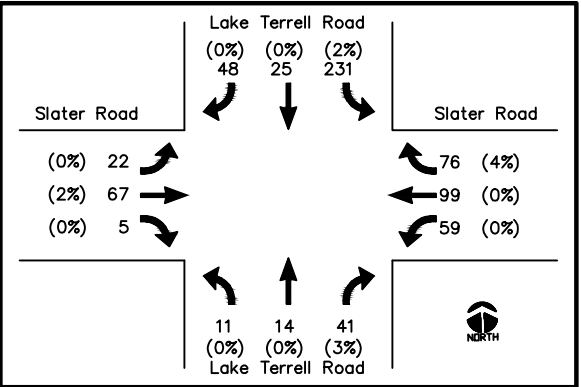 Lake Terrell Road
(0%) (0%) (2%)
48 25 231
Slater Road
Slater Road
(0%) 22
76 (4%)
(2%) 67
99 (0%)
(0%) 5
59 (0%)
11 14 41
(0%) (0%) (3%)
Lake Terrell Road
NORTH